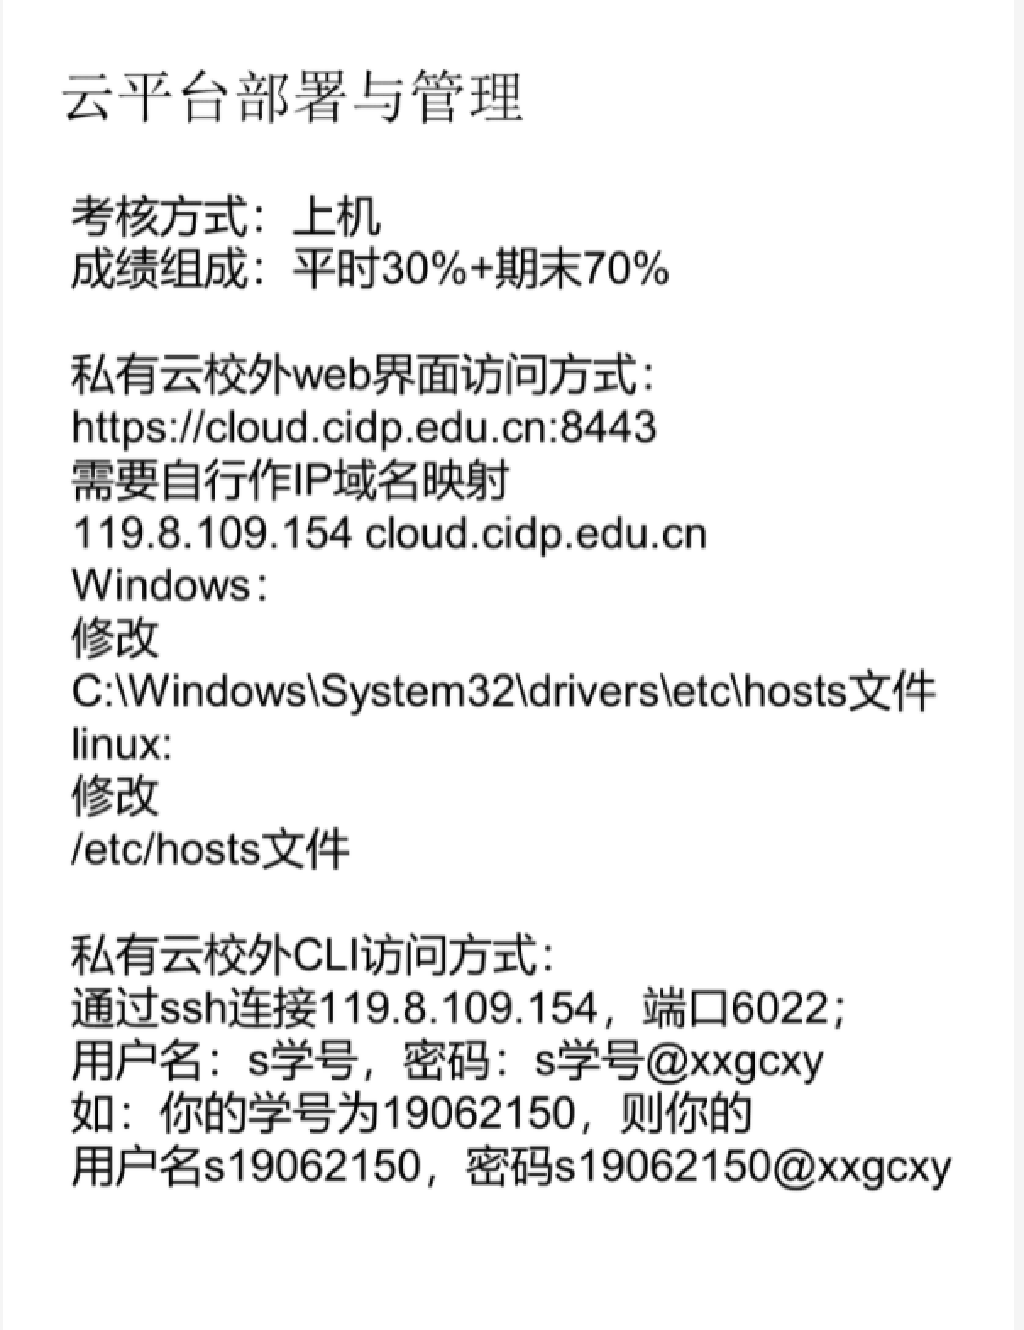 云平台部署与管理
考核方式：上机
成绩组成：平时30%+期末70%
私有云校外web界面访问方式：
https://cloud.cidp.edu.cn:8443
需要自行作IP域名映射
119.8.109.154 cloud.cidp.edu.cn
Windows：
修改
C:\Windows\System32\drivers\etc\hosts文件
linux:
修改
/etc/hosts文件
私有云校外CLI访问方式：
通过ssh连接119.8.109.154，端口6022；
用户名：s学号，密码：s学号@xxgcxy
如：你的学号为19062150，则你的
用户名s19062150，密码s19062150@xxgcxy